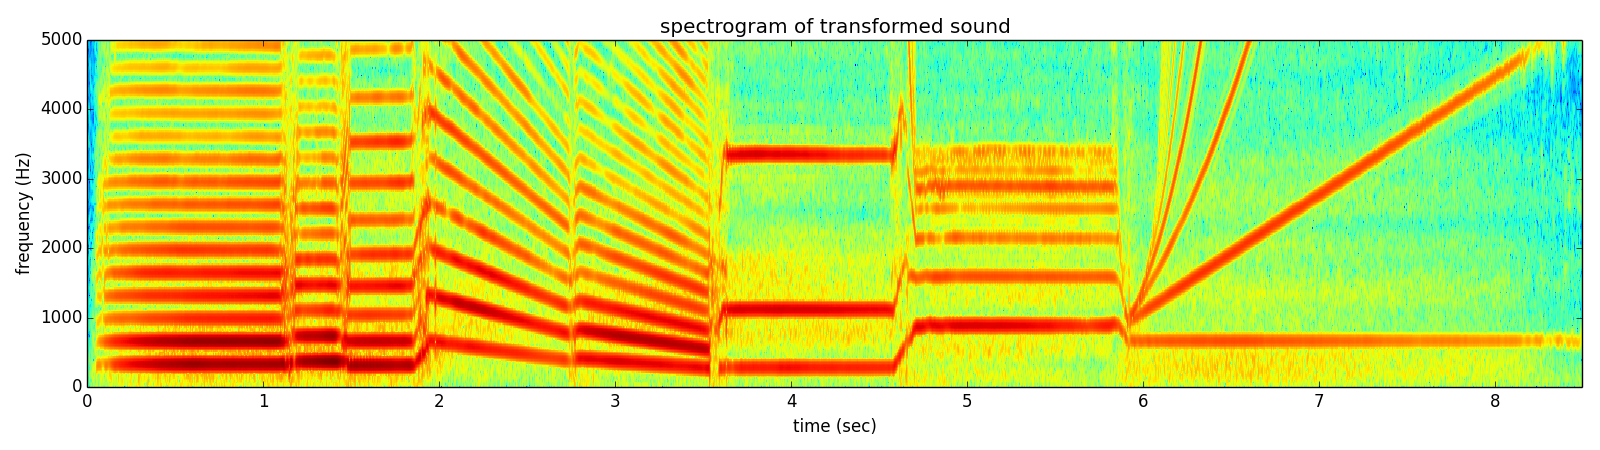 spectrogram of transformed sound
5000
4000
3000
2000
1000
0
frequency (Hz)
0 1 2 3 4 5 6 7 8
time (sec)